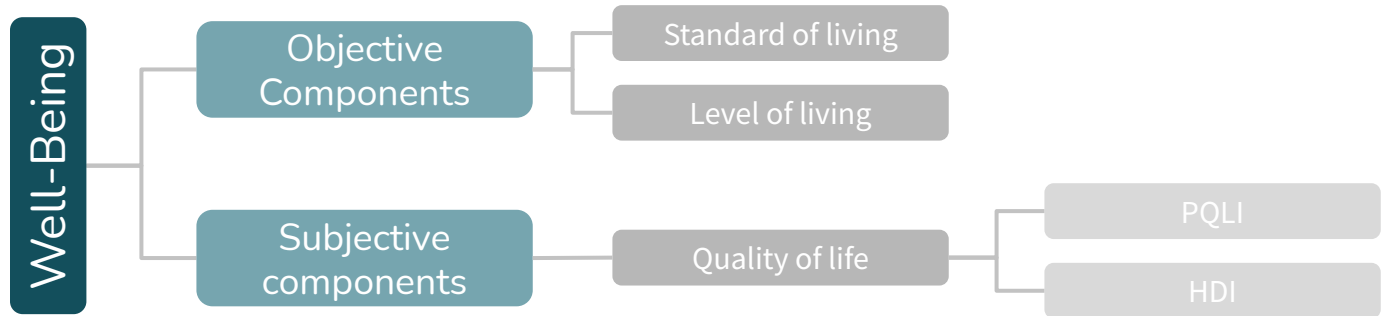 Well-Being
Objective
Components
Standard of living
Level of living
Subjective
components
Quality of life
PQLI
HDI